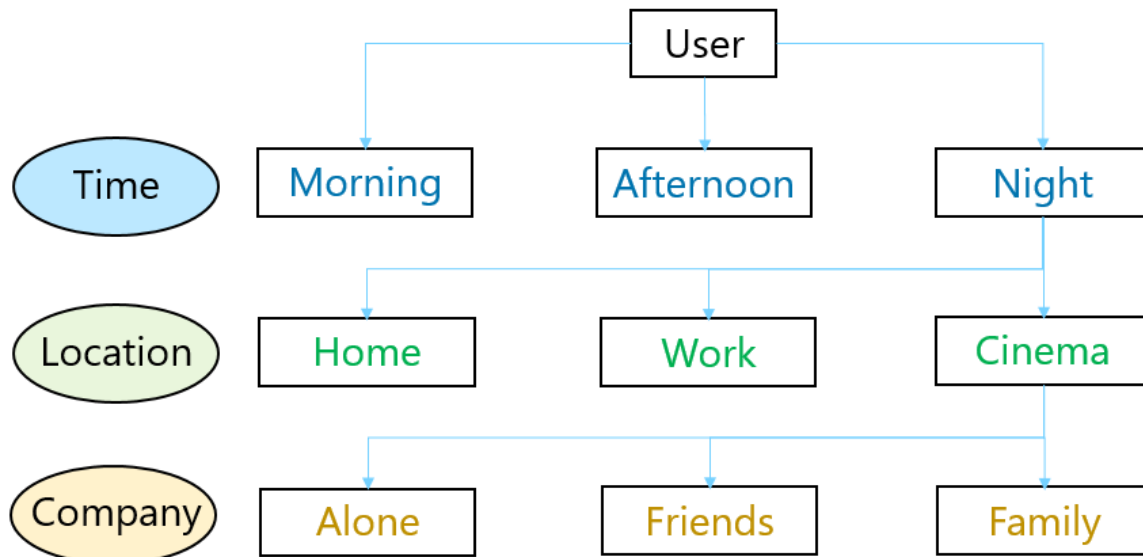 User
Time
Morning
Afternoon
Night
Location
Home
Work
Cinema
Company
Alone
Friends
Family